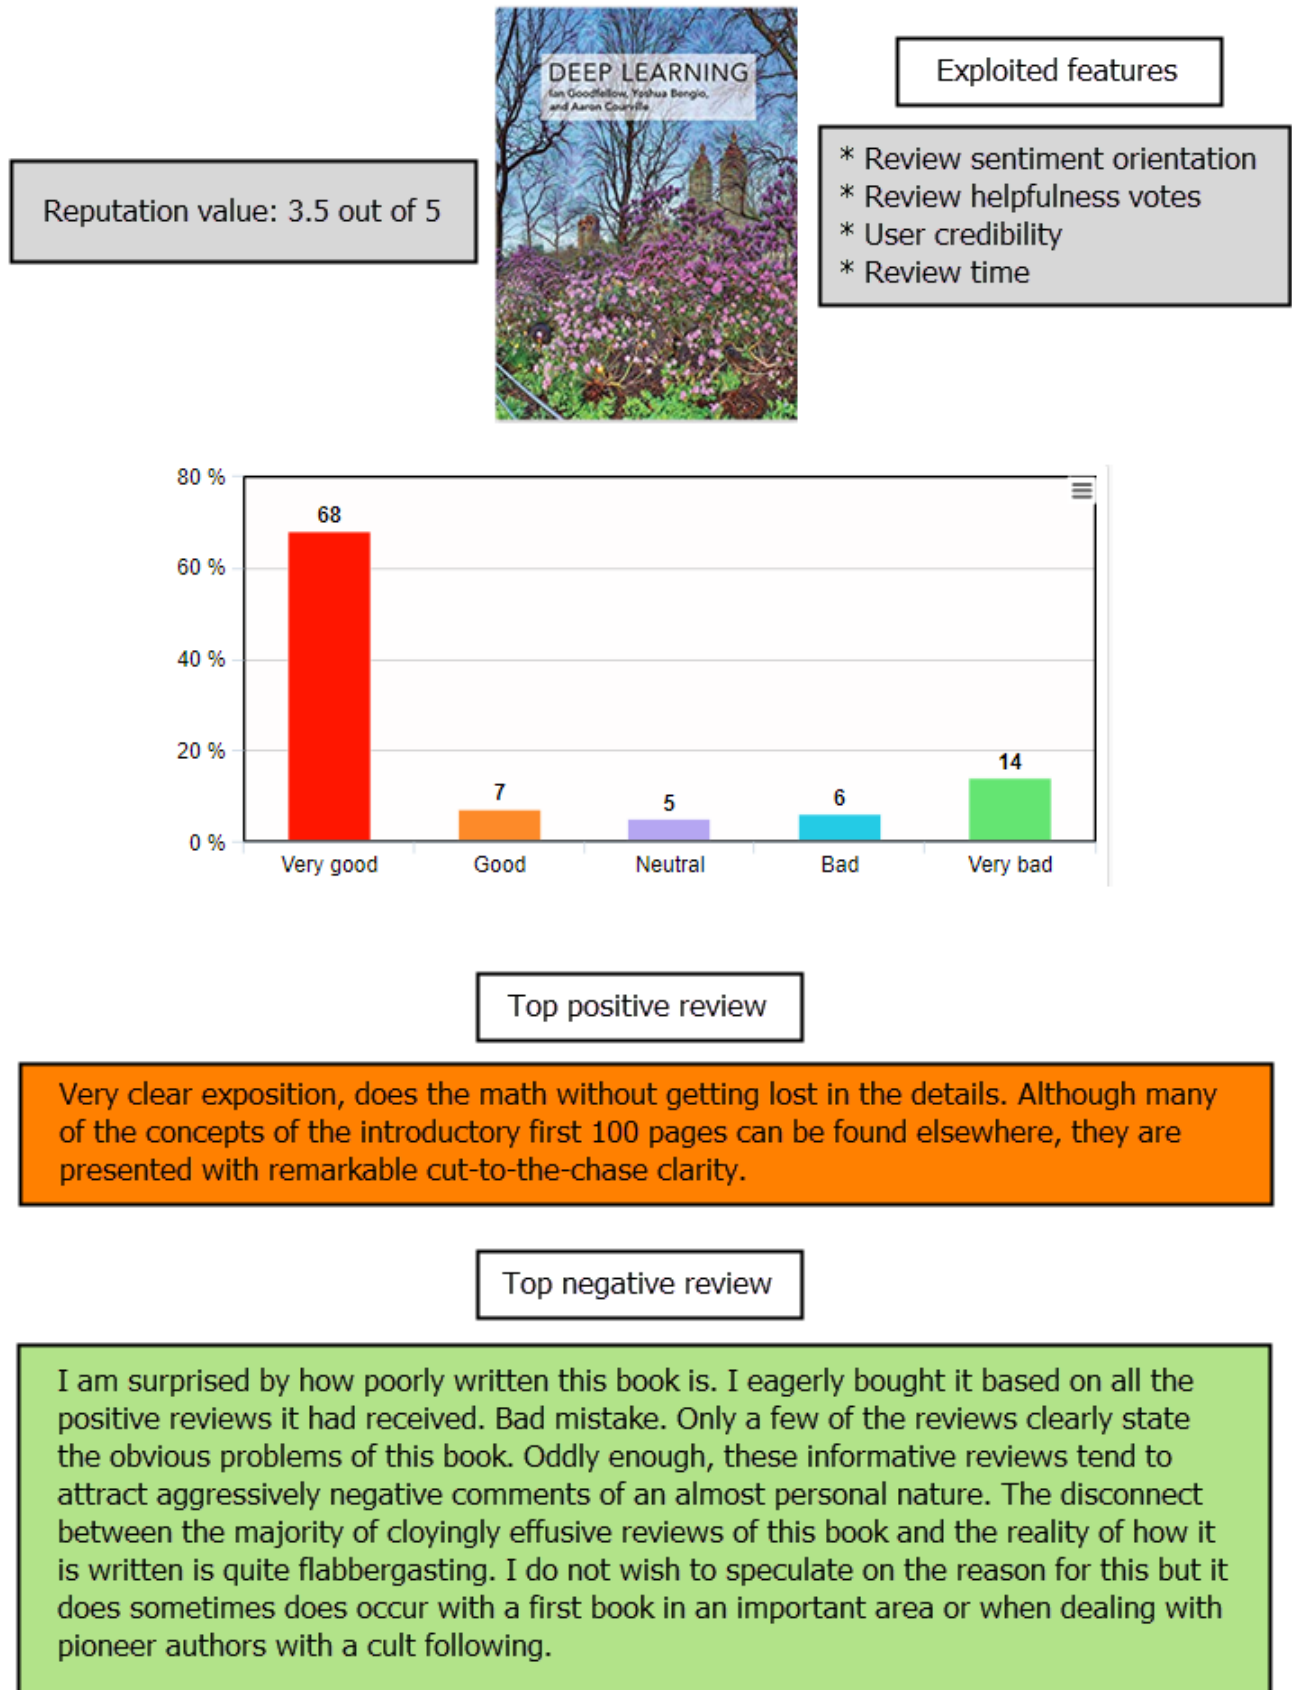 DEEP LEARNING
Ian Goodfellow, Yoshua Bengio,
and Aaron Courville
Exploited features
* Review sentiment orientation
* Review helpfulness votes
* User credibility
* Review time
Reputation value: 3.5 out of 5
80 %
60 %
40 %
20 %
0 %
68
7
5
6
14
Very good
Good
Neutral
Bad
Very bad
Top positive review
Very clear exposition, does the math without getting lost in the details. Although many
of the concepts of the introductory first 100 pages can be found elsewhere, they are
presented with remarkable cut-to-the-chase clarity.
Top negative review
I am surprised by how poorly written this book is. I eagerly bought it based on all the
positive reviews it had received. Bad mistake. Only a few of the reviews clearly state
the obvious problems of this book. Oddly enough, these informative reviews tend to
attract aggressively negative comments of an almost personal nature. The disconnect
between the majority of cloyingly effusive reviews of this book and the reality of how it
is written is quite flabbergasting. I do not wish to speculate on the reason for this but it
does sometimes does occur with a first book in an important area or when dealing with
pioneer authors with a cult following.